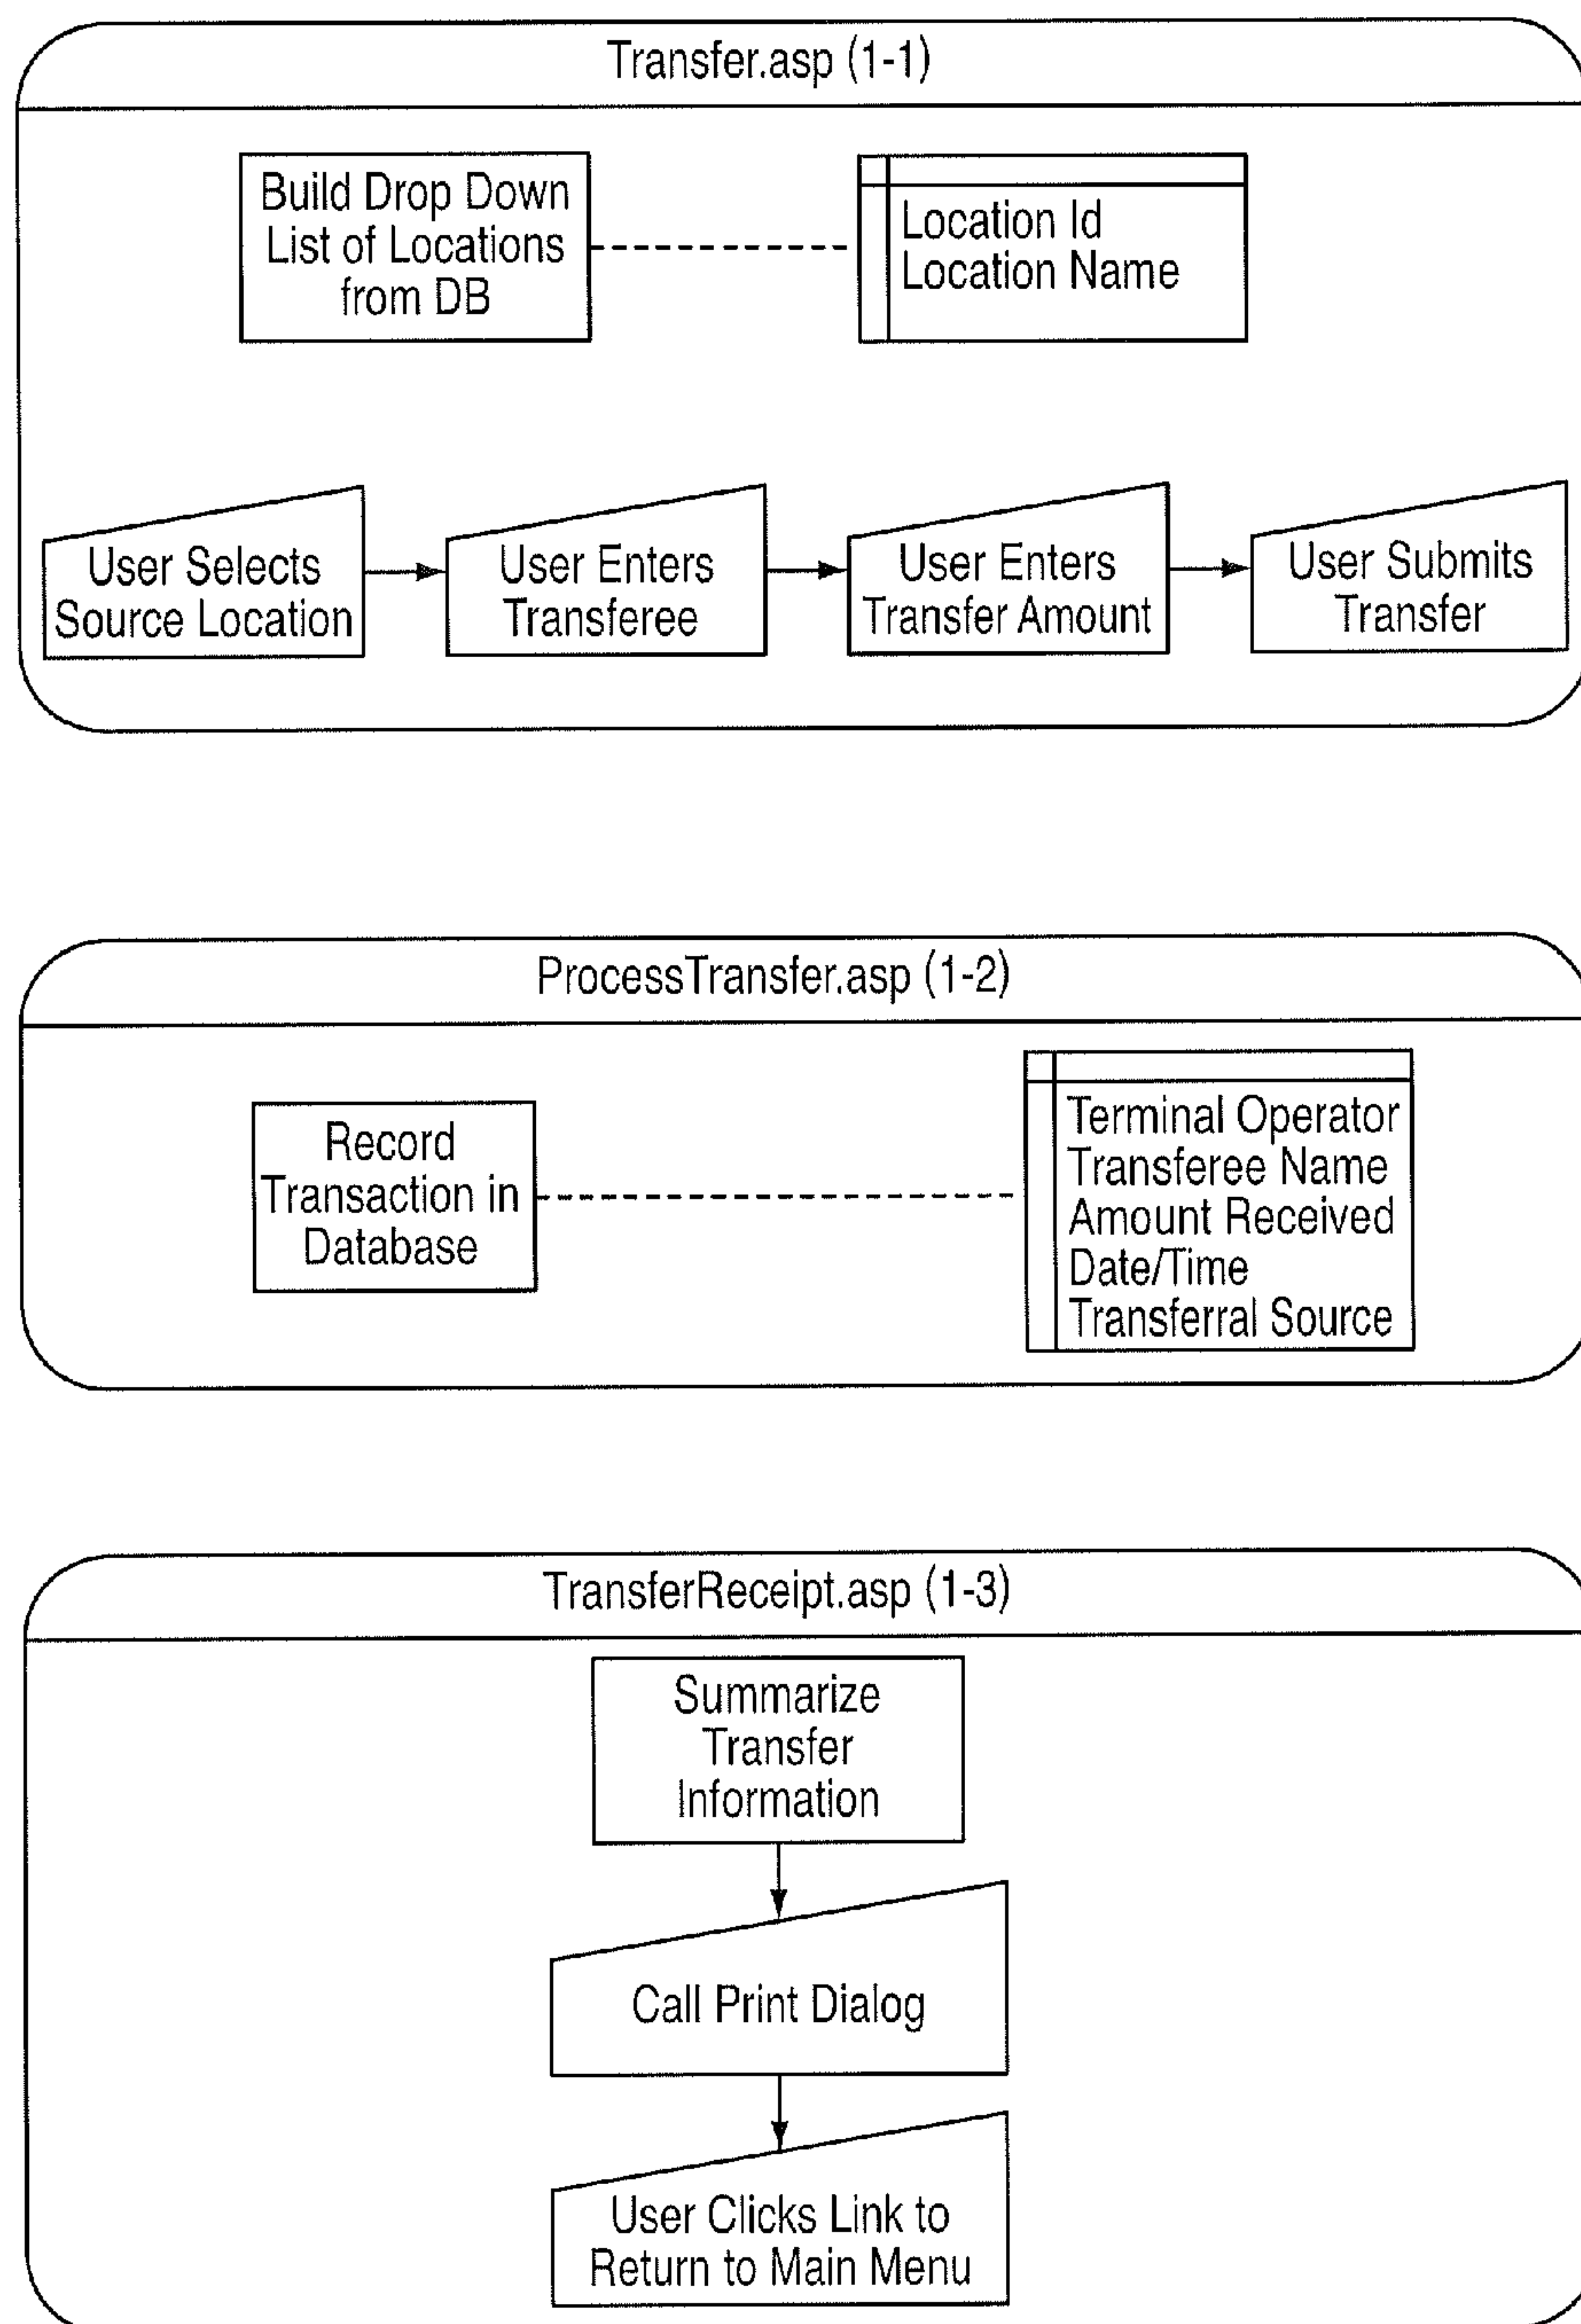 Transfer.asp (1-1)
Build Drop Down
List of Locations
from DB
Location Id
Location Name
User Selects
Source Location
User Enters
Transferee
User Enters
Transfer Amount
User Submits
Transfer
ProcessTransfer.asp (1-2)
Record
Transaction in
Database
Terminal Operator
Transferee Name
Amount Received
Date/Time
Transferral Source
TransferReceipt.asp (1-3)
Summarize
Transfer
Information
Call Print Dialog
User Clicks Link to
Return to Main Menu